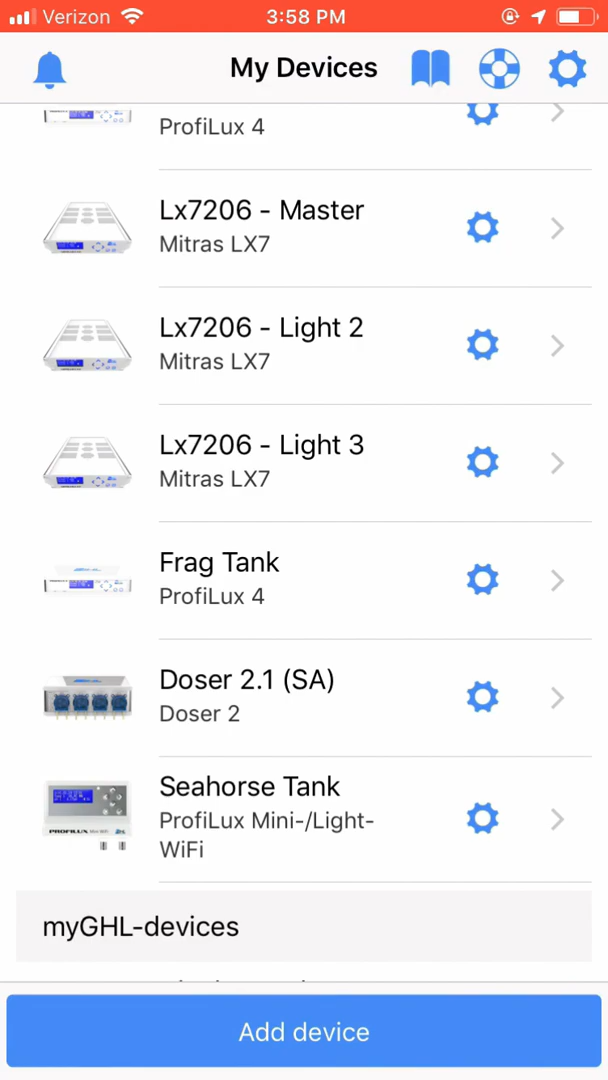 Verizon 3:58 PM
My Devices
ProfiLux 4
Lx7206 - Master
Mitras LX7
Lx7206 - Light 2
Mitras LX7
Lx7206 - Light 3
Mitras LX7
Frag Tank
ProfiLux 4
Doser 2.1 (SA)
Doser 2
Seahorse Tank
ProfiLux Mini-/Light-
WiFi
PROFILUX
myGHL-devices
Add device